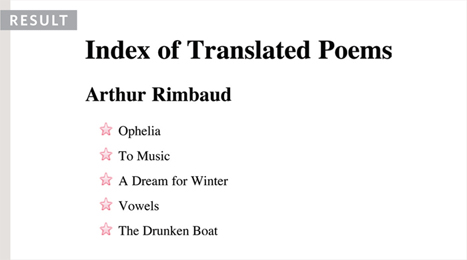 RESULT
Index of Translated Poems
Arthur Rimbaud
Ophelia
To Music
A Dream for Winter
Vowels
The Drunken Boat